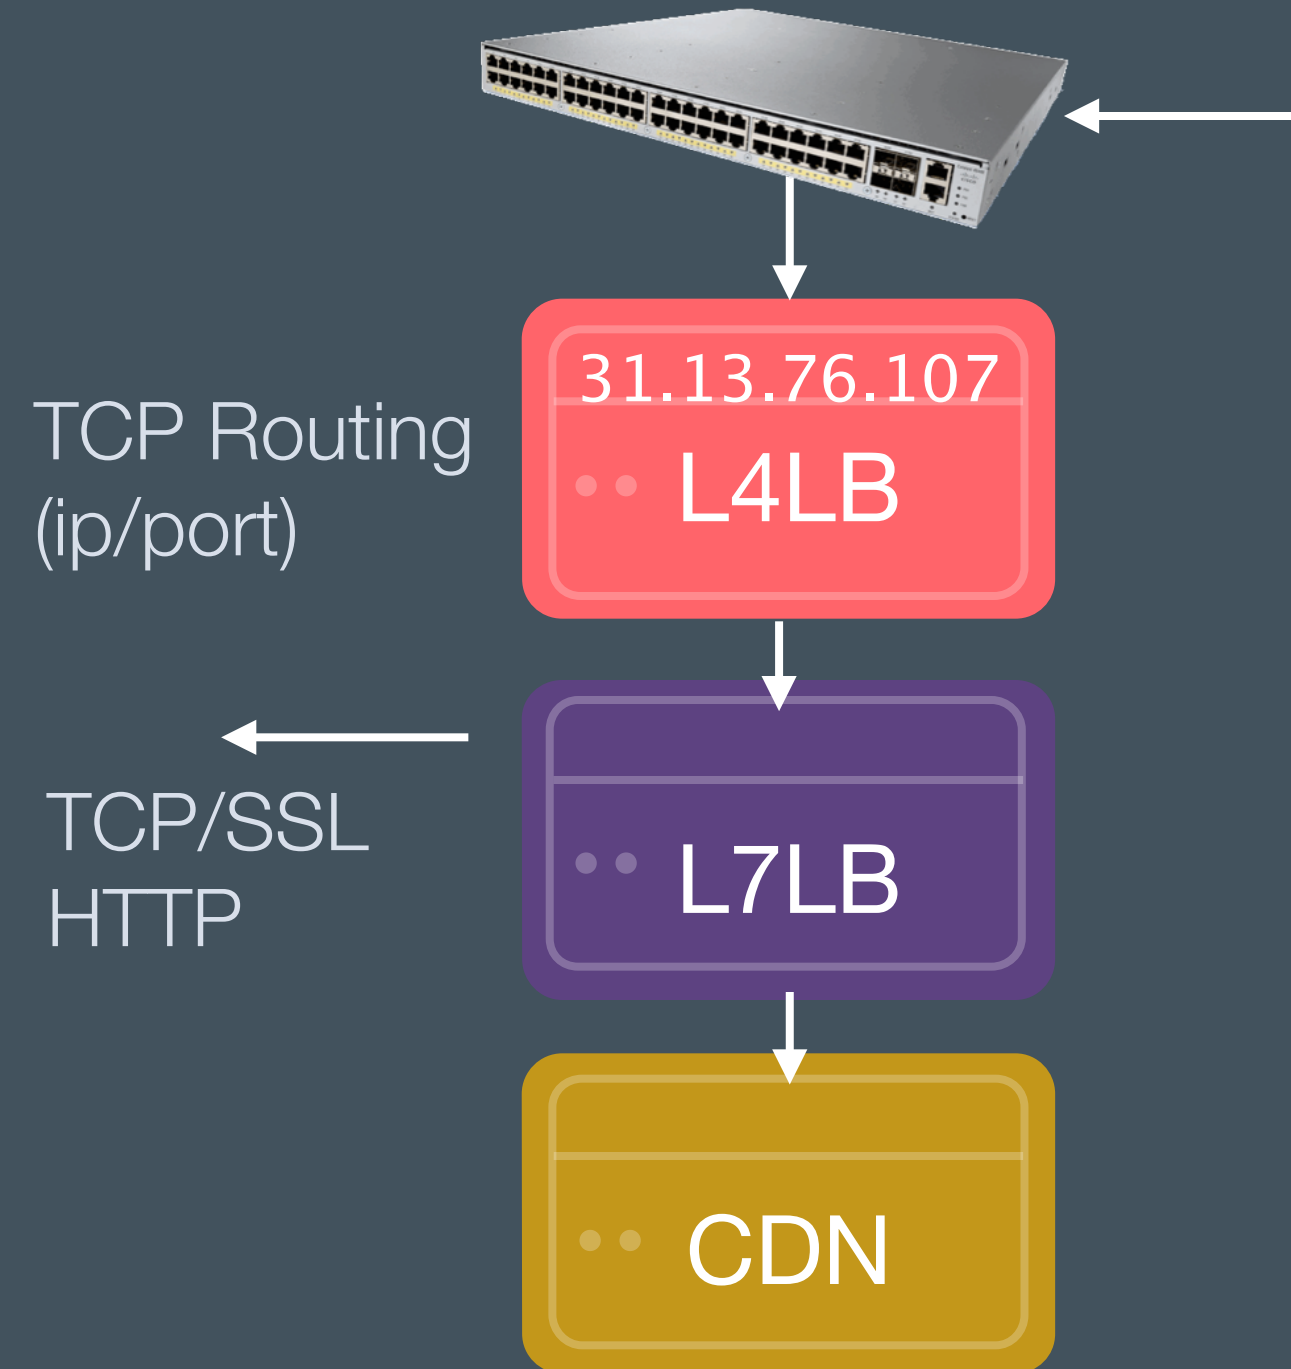 31.13.76.107
TCP Routing
(ip/port)
L4LB
TCP/SSL
HTTP
L7LB
CDN